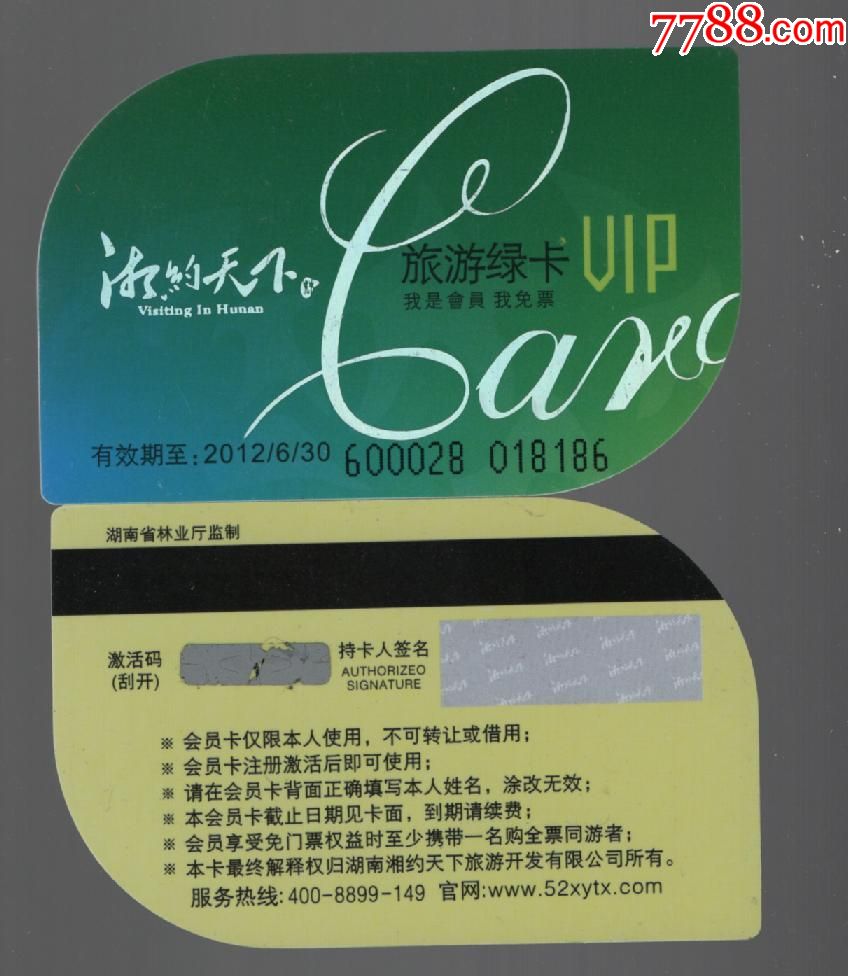 7788.com
湘约天下
Visiting In Hunan
旅游绿卡 VIP
我是會員 我免票
Card
有效期至：2012/6/30 600028 018186
湖南省林业厅监制
激活码
(刮开)
持卡人签名
AUTHORIZEO
SIGNATURE
※ 会员卡仅限本人使用，不可转让或借用；
※ 会员卡注册激活后即可使用；
※ 请在会员卡背面正确填写本人姓名，涂改无效；
※ 本会员卡截止日期见卡面，到期请续费；
※ 会员享受免门票权益时至少携带一名购全票同游者；
※ 本卡最终解释权归湖南湘约天下旅游开发有限公司所有。
服务热线：400-8899-149 官网：www.52xytx.com